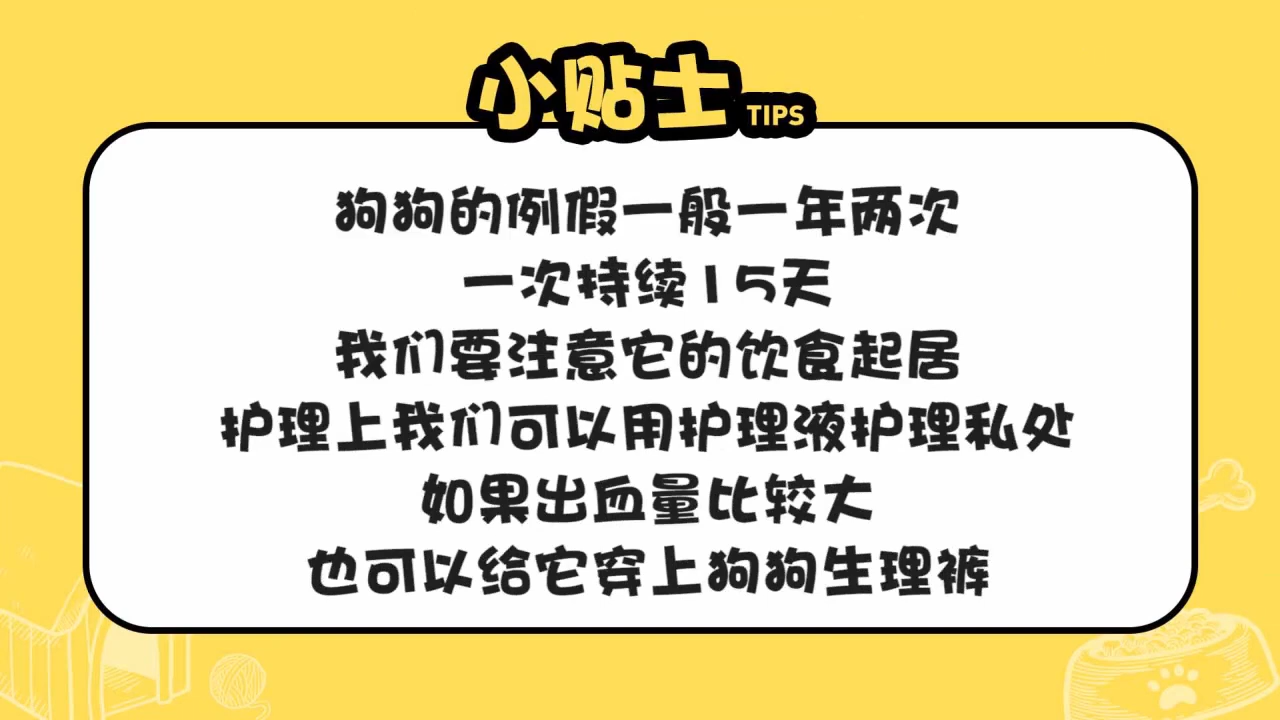 小贴士 TIPS
狗狗的例假一般一年两次
一次持续15天
我们要注意它的饮食起居
护理上我们可以用护理液护理私处
如果出血量比较大
也可以给它穿上狗狗生理裤